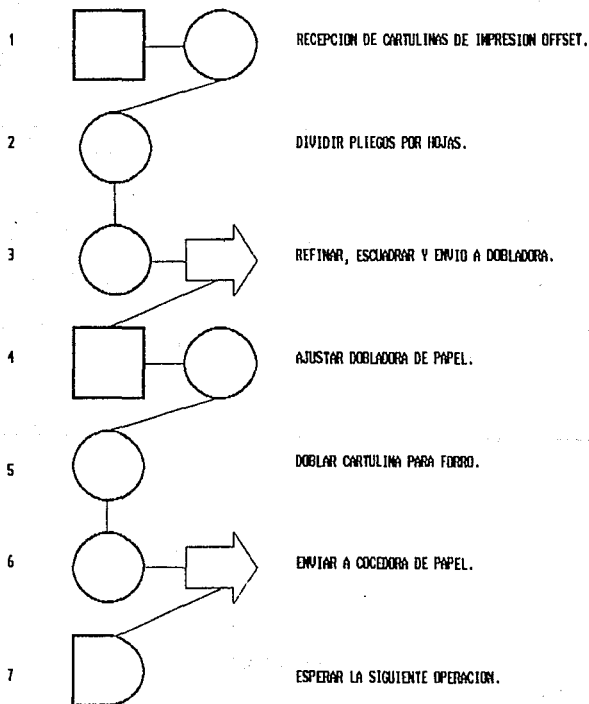 1 RECEPCION DE CARTULINAS DE IMPRESION OFFSET.
2 DIVIDIR PLIEGOS POR HOJAS.
3 REFINAR, ESCUADRAR Y ENVIO A DOBLADORA.
4 AJUSTAR DOBLADORA DE PAPEL.
5 DOBLAR CARTULINA PARA FORRO.
6 ENVIAR A COCEDORA DE PAPEL.
7 ESPERAR LA SIGUIENTE OPERACION.